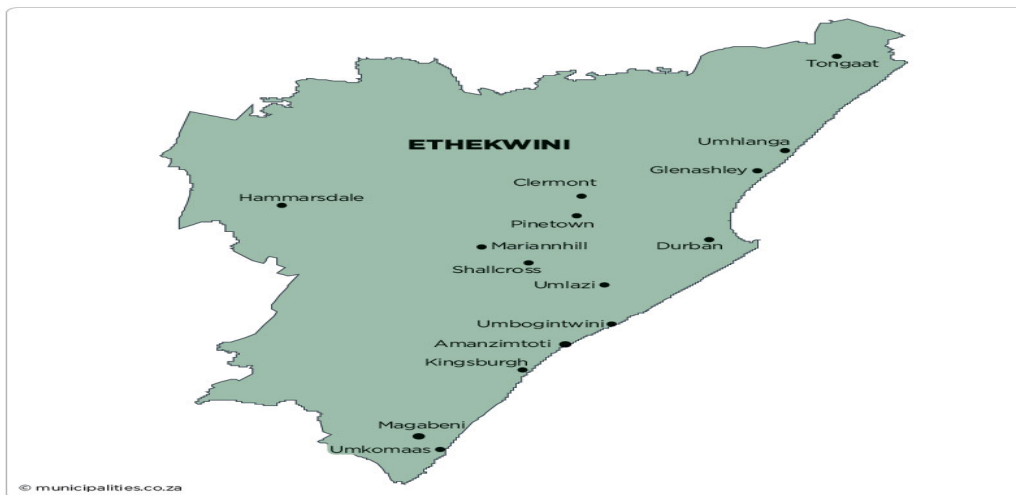 Tongaat
ETHEKWINI
Umhlanga
Glenashley
Clermont
Hammarsdale
Pinetown
Mariannhill
Durban
Shallcross
Umlazi
Umbogintwini
Amanzimtoti
Kingsburgh
Magabeni
Umkomaas
© municipalities.co.za